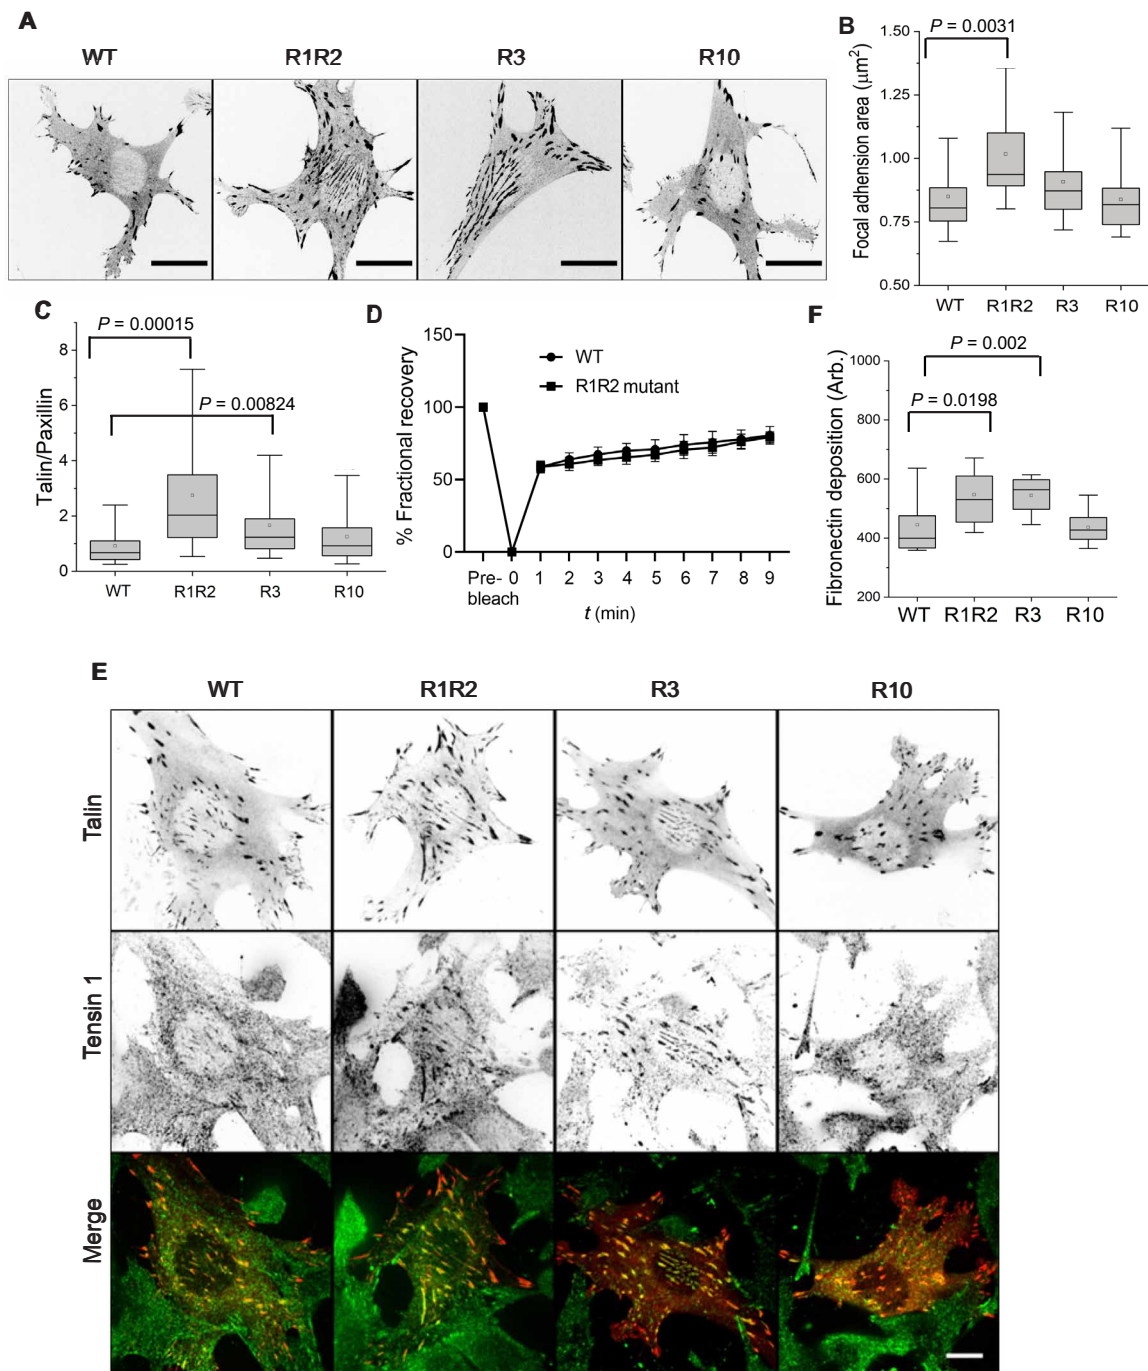 A
WT R1R2 R3 R10
B
P = 0.0031
Focal adhension area (μm²)
1.50
1.25
1.00
0.75
0.50
WT R1R2 R3 R10
C
P = 0.00015
P = 0.00824
Talin/Paxillin
8
6
4
2
0
WT R1R2 R3 R10
D
WT
R1R2 mutant
% Fractional recovery
150
100
50
0
Pre- 0 1 2 3 4 5 6 7 8 9
bleach
t (min)
F
P = 0.002
P = 0.0198
Fibronectin deposition (Arb.)
1000
800
600
400
200
WT R1R2 R3 R10
E
WT R1R2 R3 R10
Talin
Tensin 1
Merge